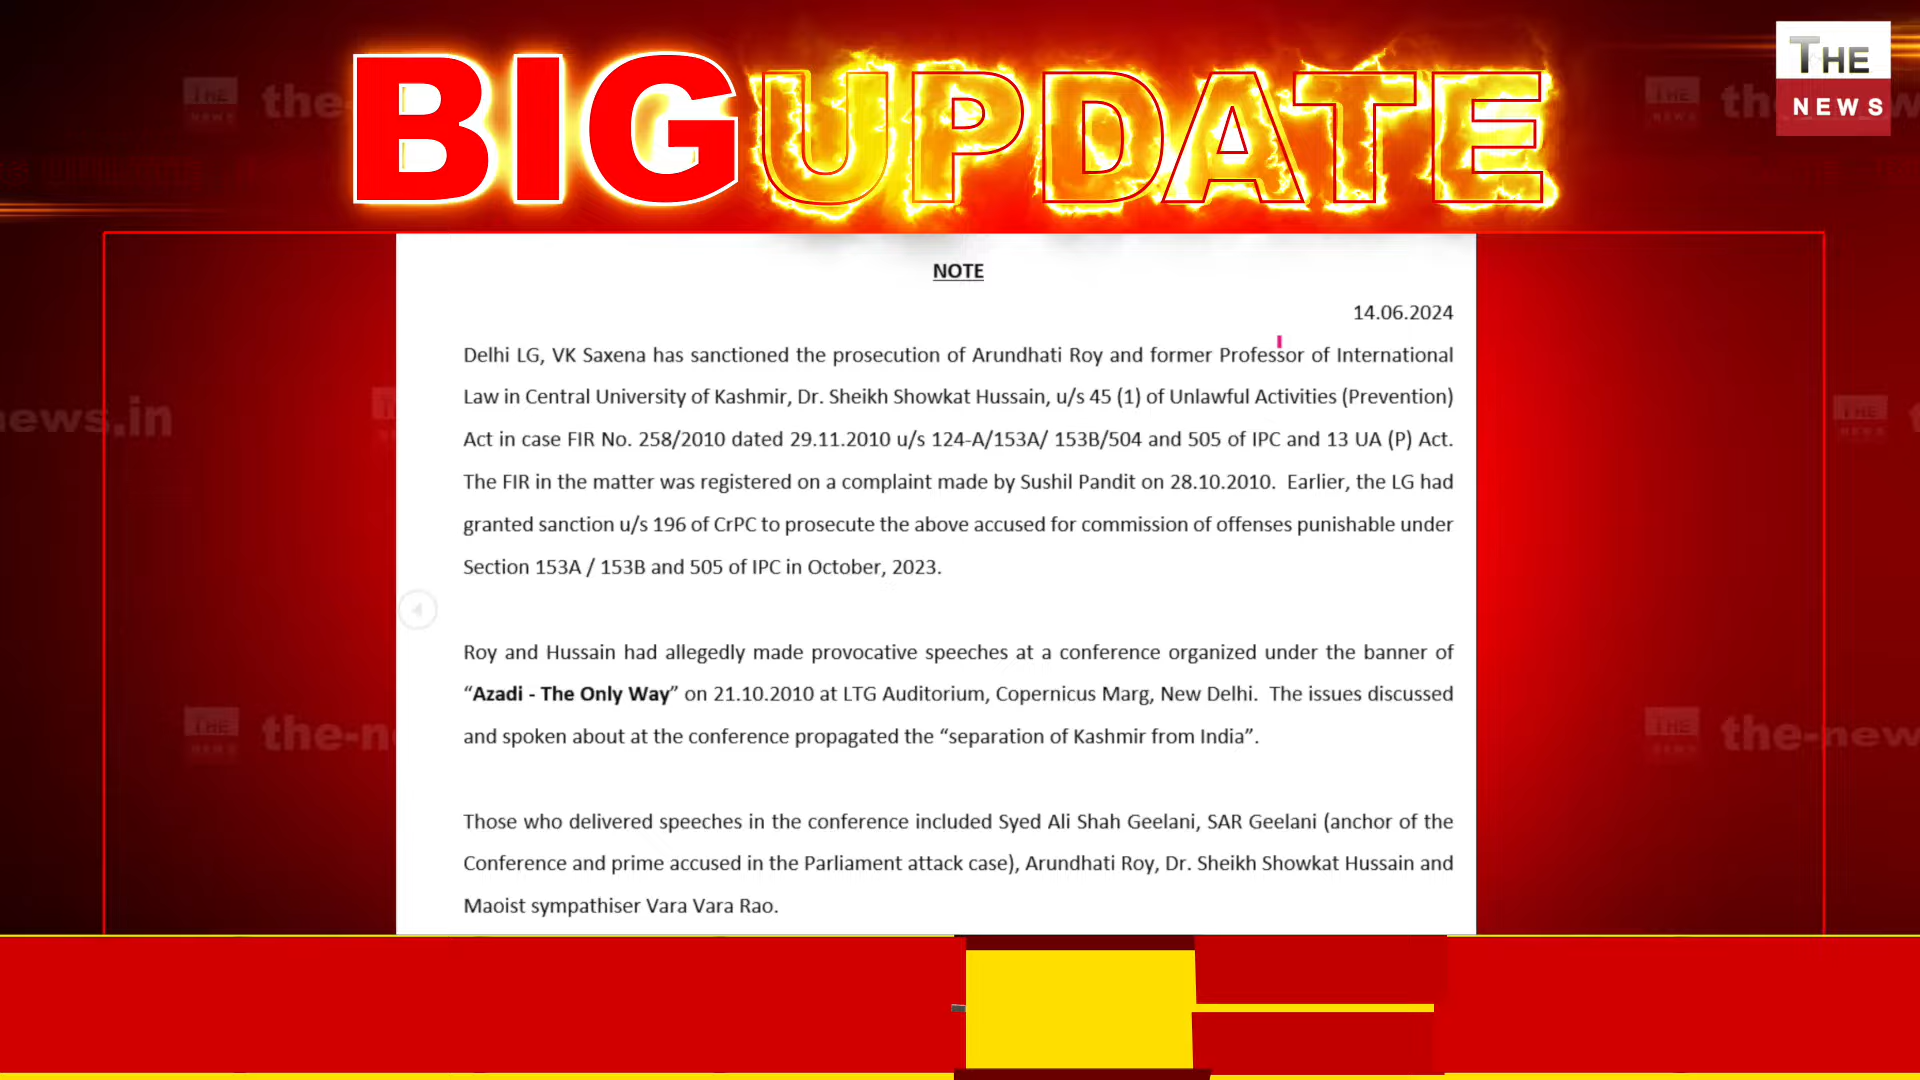 BIG UPDATE
THE
NEWS
NOTE
14.06.2024
Delhi LG, VK Saxena has sanctioned the prosecution of Arundhati Roy and former Professor of International
Law in Central University of Kashmir, Dr. Sheikh Showkat Hussain, u/s 45 (1) of Unlawful Activities (Prevention)
Act in case FIR No. 258/2010 dated 29.11.2010 u/s 124-A/153A/ 153B/504 and 505 of IPC and 13 UA (P) Act.
The FIR in the matter was registered on a complaint made by Sushil Pandit on 28.10.2010. Earlier, the LG had
granted sanction u/s 196 of CrPC to prosecute the above accused for commission of offenses punishable under
Section 153A / 153B and 505 of IPC in October, 2023.
Roy and Hussain had allegedly made provocative speeches at a conference organized under the banner of
“Azadi - The Only Way” on 21.10.2010 at LTG Auditorium, Copernicus Marg, New Delhi. The issues discussed
and spoken about at the conference propagated the “separation of Kashmir from India”.
Those who delivered speeches in the conference included Syed Ali Shah Geelani, SAR Geelani (anchor of the
Conference and prime accused in the Parliament attack case), Arundhati Roy, Dr. Sheikh Showkat Hussain and
Maoist sympathiser Vara Vara Rao.